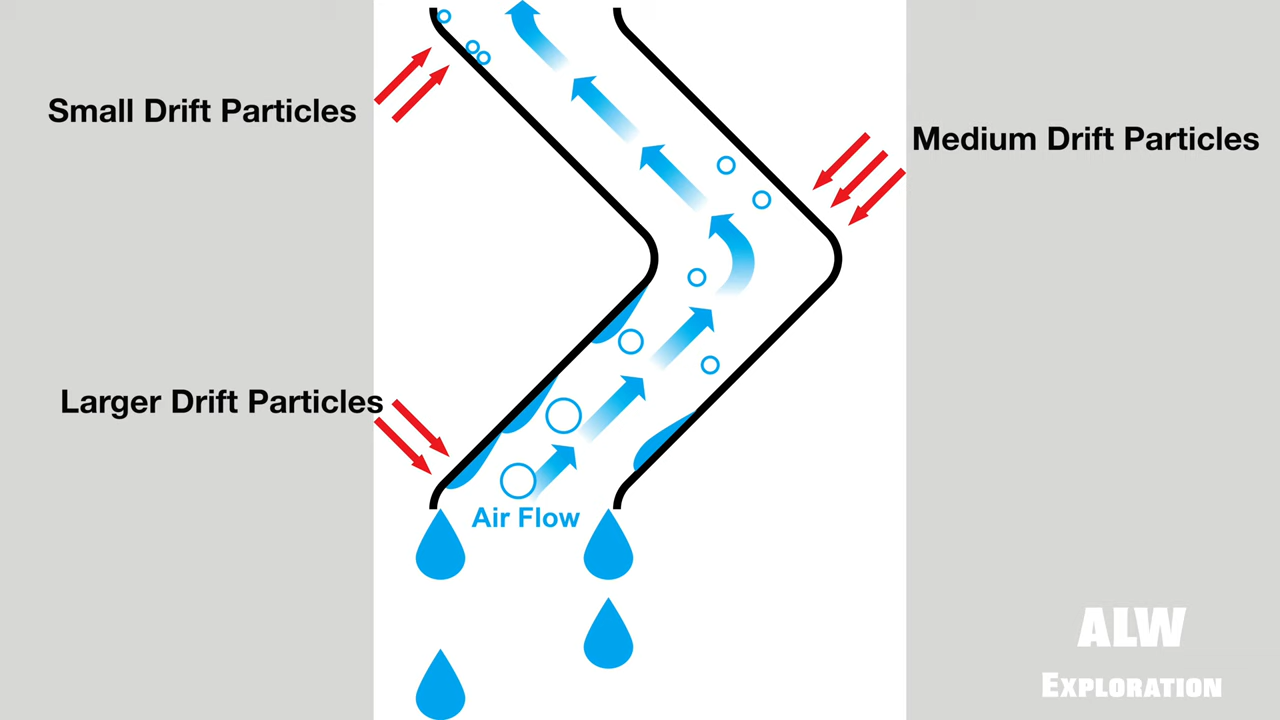 Small Drift Particles
Medium Drift Particles
Larger Drift Particles
Air Flow
ALW
Exploration